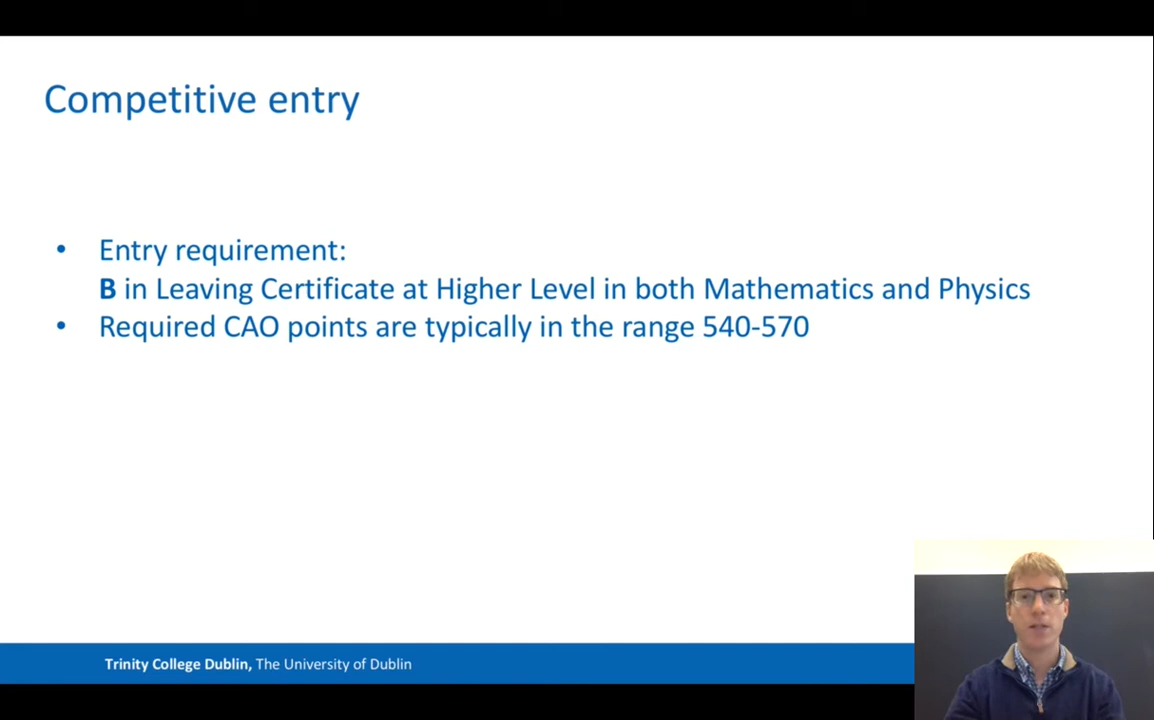 Competitive entry
• Entry requirement:
B in Leaving Certificate at Higher Level in both Mathematics and Physics
• Required CAO points are typically in the range 540-570
Trinity College Dublin, The University of Dublin